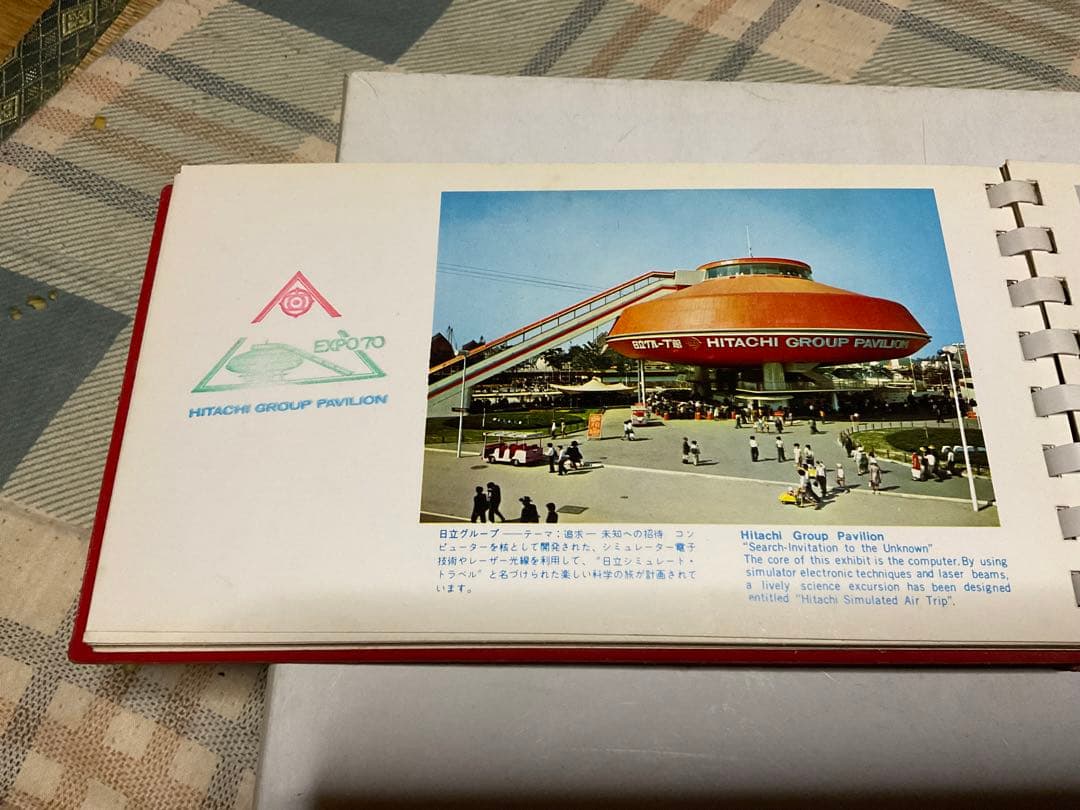 EXPO'70
HITACHI GROUP PAVILION
日立グループ館 HITACHI GROUP PAVILION
日立グループ——テーマ：追求— 未知への招待 コン
ピューターを核として開発された、シミュレーター電子
技術やレーザー光線を利用して、“日立シミュレート・
トラベル”と名づけられた楽しい科学の旅が計画されて
います。
Hitachi Group Pavilion
"Search-Invitation to the Unknown"
The core of this exhibit is the computer. By using
simulator electronic techniques and laser beams,
a lively science excursion has been designed
entitled "Hitachi Simulated Air Trip".